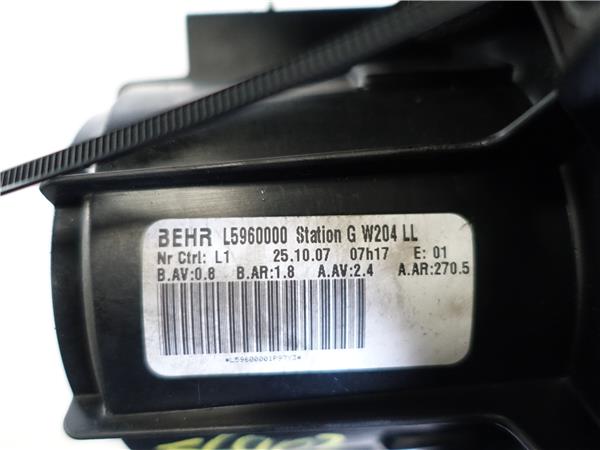 BEHR L5960000 Station G W204 LL
Nr Ctrl: L1 25.10.07 07h17 E: 01
B.AV:0.8 B.AR:1.8 A.AV:2.4 A.AR:270.5